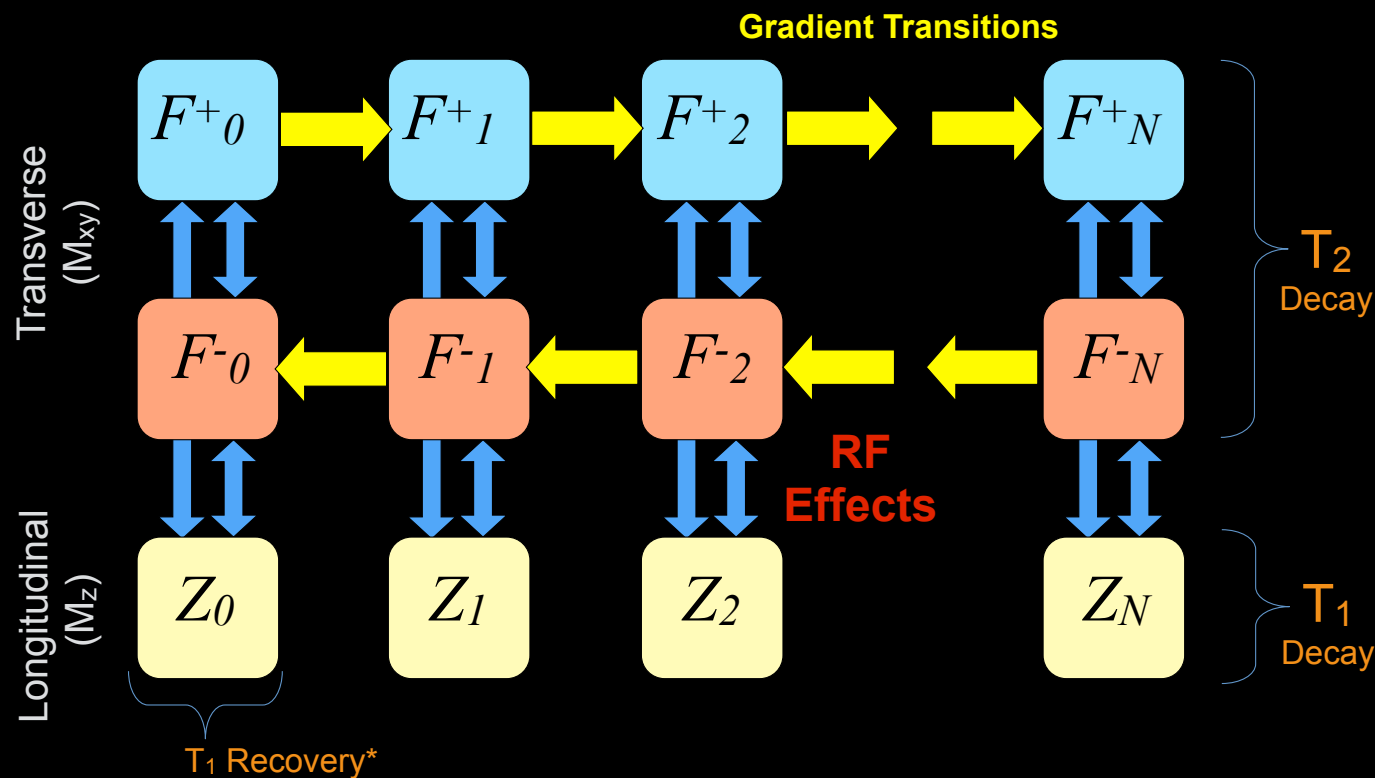 Gradient Transitions
F⁺₀ F⁺₁ F⁺₂ F⁺N
Transverse
(Mxy)
T₂
Decay
F⁻₀ F⁻₁ F⁻₂ F⁻N
RF
Effects
Longitudinal
(Mz)
Z₀ Z₁ Z₂ ZN
T₁
Decay
T₁ Recovery*